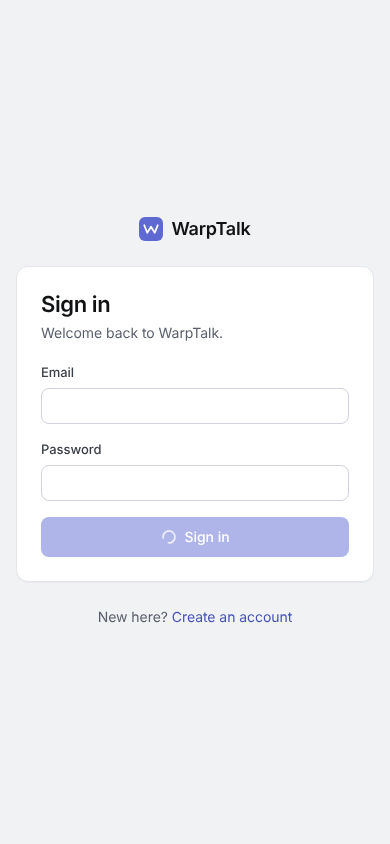 WarpTalk
Sign in
Welcome back to WarpTalk.
Email
Password
Sign in
New here? Create an account